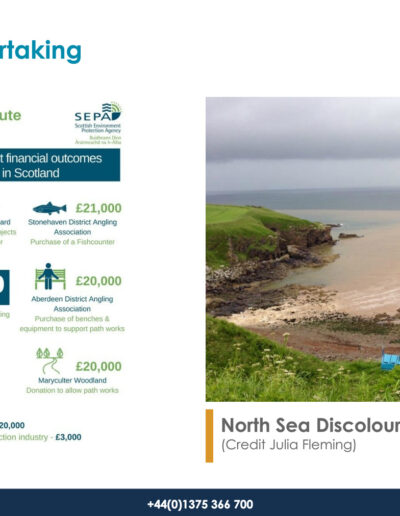 rtaking
ute
SEPA
Scottish Environment
Protection Agency
t financial outcomes
in Scotland
ard
jects
r
£21,000
Stonehaven District Angling
Association
Purchase of a Fishcounter
ing
£20,000
Aberdeen District Angling
Association
Purchase of benches &
equipment to support path works
£20,000
Maryculter Woodland
Donation to allow path works
20,000
ction industry - £3,000
North Sea Discolour
(Credit Julia Fleming)
+44(0)1375 366 700